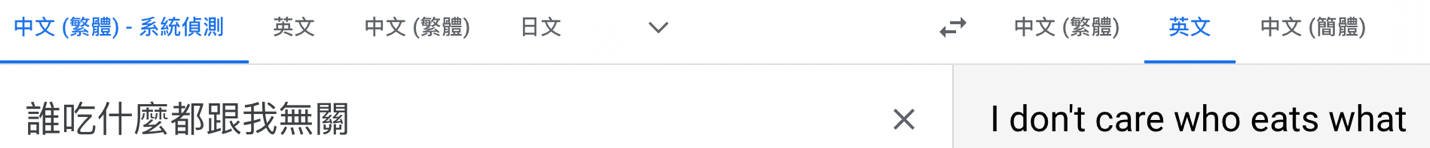 中文 (繁體) - 系統偵測 英文 中文 (繁體) 日文 中文 (繁體) 英文 中文 (簡體)
誰吃什麼都跟我無關 I don't care who eats what